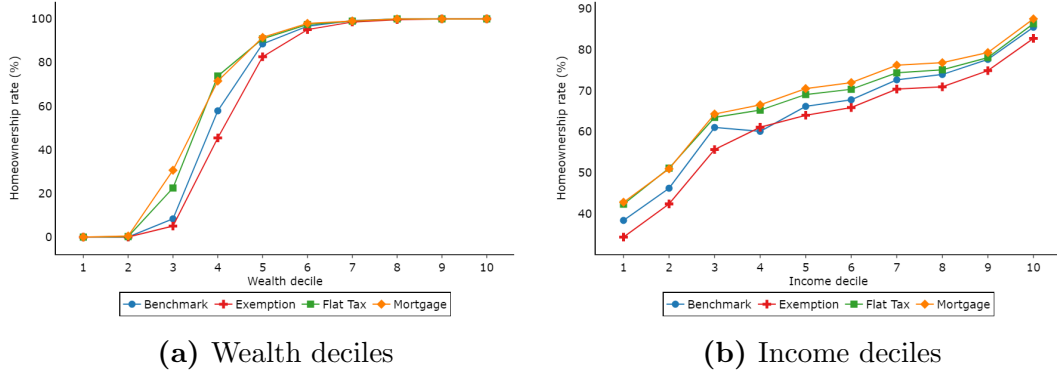 100
80
60
40
20
0
Homeownership rate (%)
1 2 3 4 5 6 7 8 9 10
Wealth decile
Benchmark Exemption Flat Tax Mortgage
(a) Wealth deciles
90
80
70
60
50
40
Homeownership rate (%)
1 2 3 4 5 6 7 8 9 10
Income decile
Benchmark Exemption Flat Tax Mortgage
(b) Income deciles